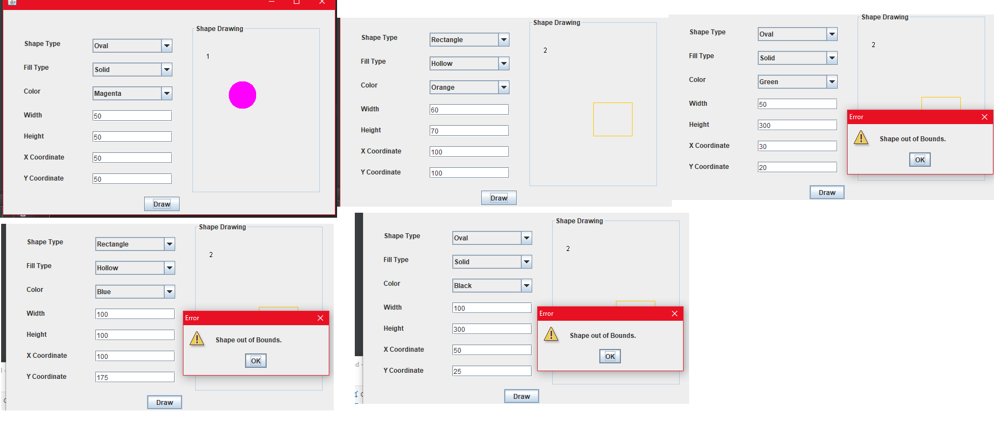 Shape Drawing
Shape Type Oval
1
Fill Type Solid
Color Magenta
Width 50
Height 50
X Coordinate 50
Y Coordinate 50
Draw
Shape Drawing
Shape Type Rectangle
2
Fill Type Hollow
Color Orange
Width 60
Height 70
X Coordinate 100
Y Coordinate 100
Draw
Shape Drawing
Shape Type Oval
2
Fill Type Solid
Color Green
Width 50
Error
Height 300
Shape out of Bounds.
X Coordinate 30
OK
Y Coordinate 20
Draw
Shape Drawing
Shape Type Rectangle
2
Fill Type Hollow
Color Blue
Width 100
Error
Height 100
Shape out of Bounds.
X Coordinate 100
OK
Y Coordinate 175
Draw
Shape Drawing
Shape Type Oval
2
Fill Type Solid
Color Black
Width 100
Error
Height 300
Shape out of Bounds.
X Coordinate 50
OK
Y Coordinate 25
Draw